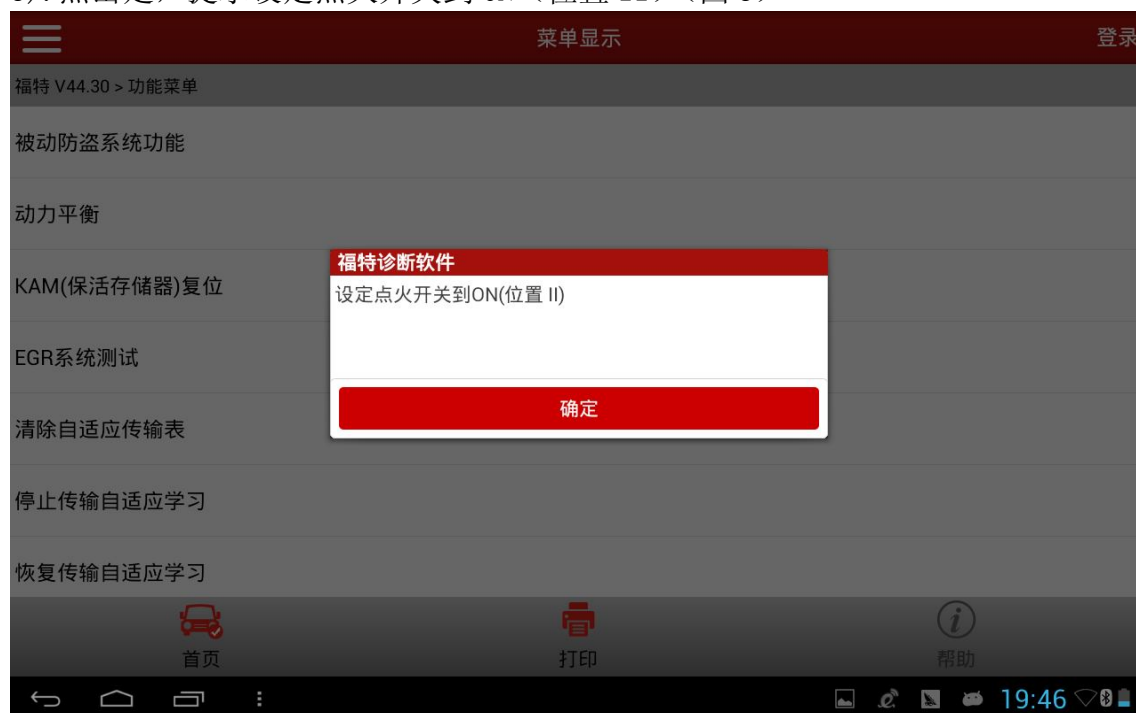 菜单显示
登录
福特 V44.30 > 功能菜单
被动防盗系统功能
动力平衡
福特诊断软件
KAM(保活存储器)复位
设定点火开关到ON(位置 II)
EGR系统测试
确定
清除自适应传输表
停止传输自适应学习
恢复传输自适应学习
首页
打印
帮助
19:46